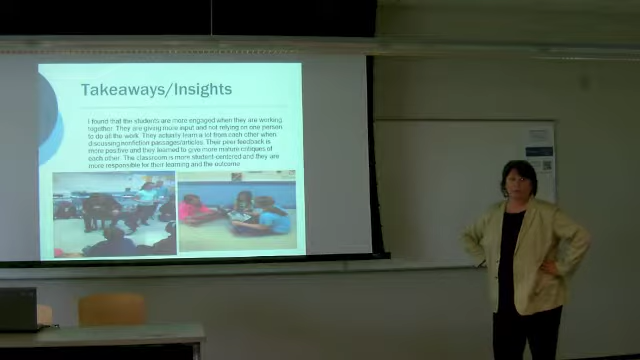 Takeaways/Insights
I found that the students are more engaged when they are working
together. They are giving more input and not relying on one person
to do all the work. They actually learn a lot from each other when
discussing nonfiction passages/articles. Their peer feedback is
more positive and they learned to give more mature critiques of
each other. The classroom is more student-centered and they are
more responsible for their learning and the outcome